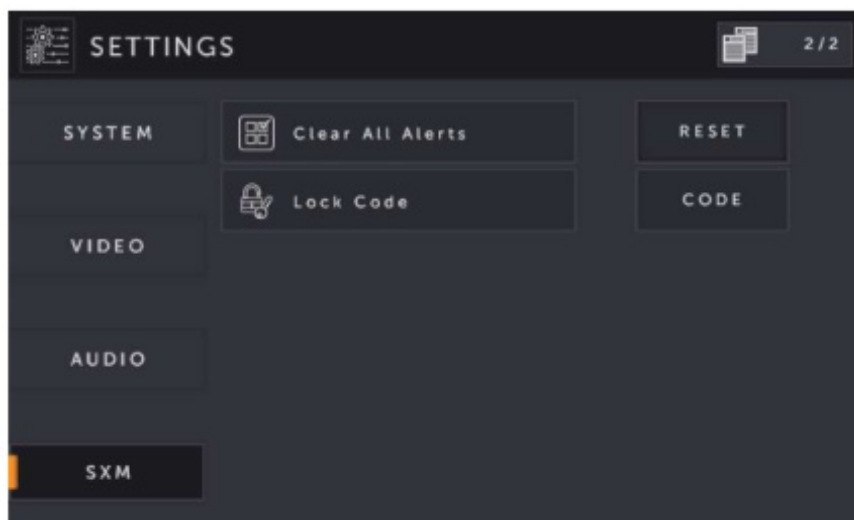 SETTINGS
2/2
SYSTEM
Clear All Alerts
RESET
Lock Code
CODE
VIDEO
AUDIO
SXM